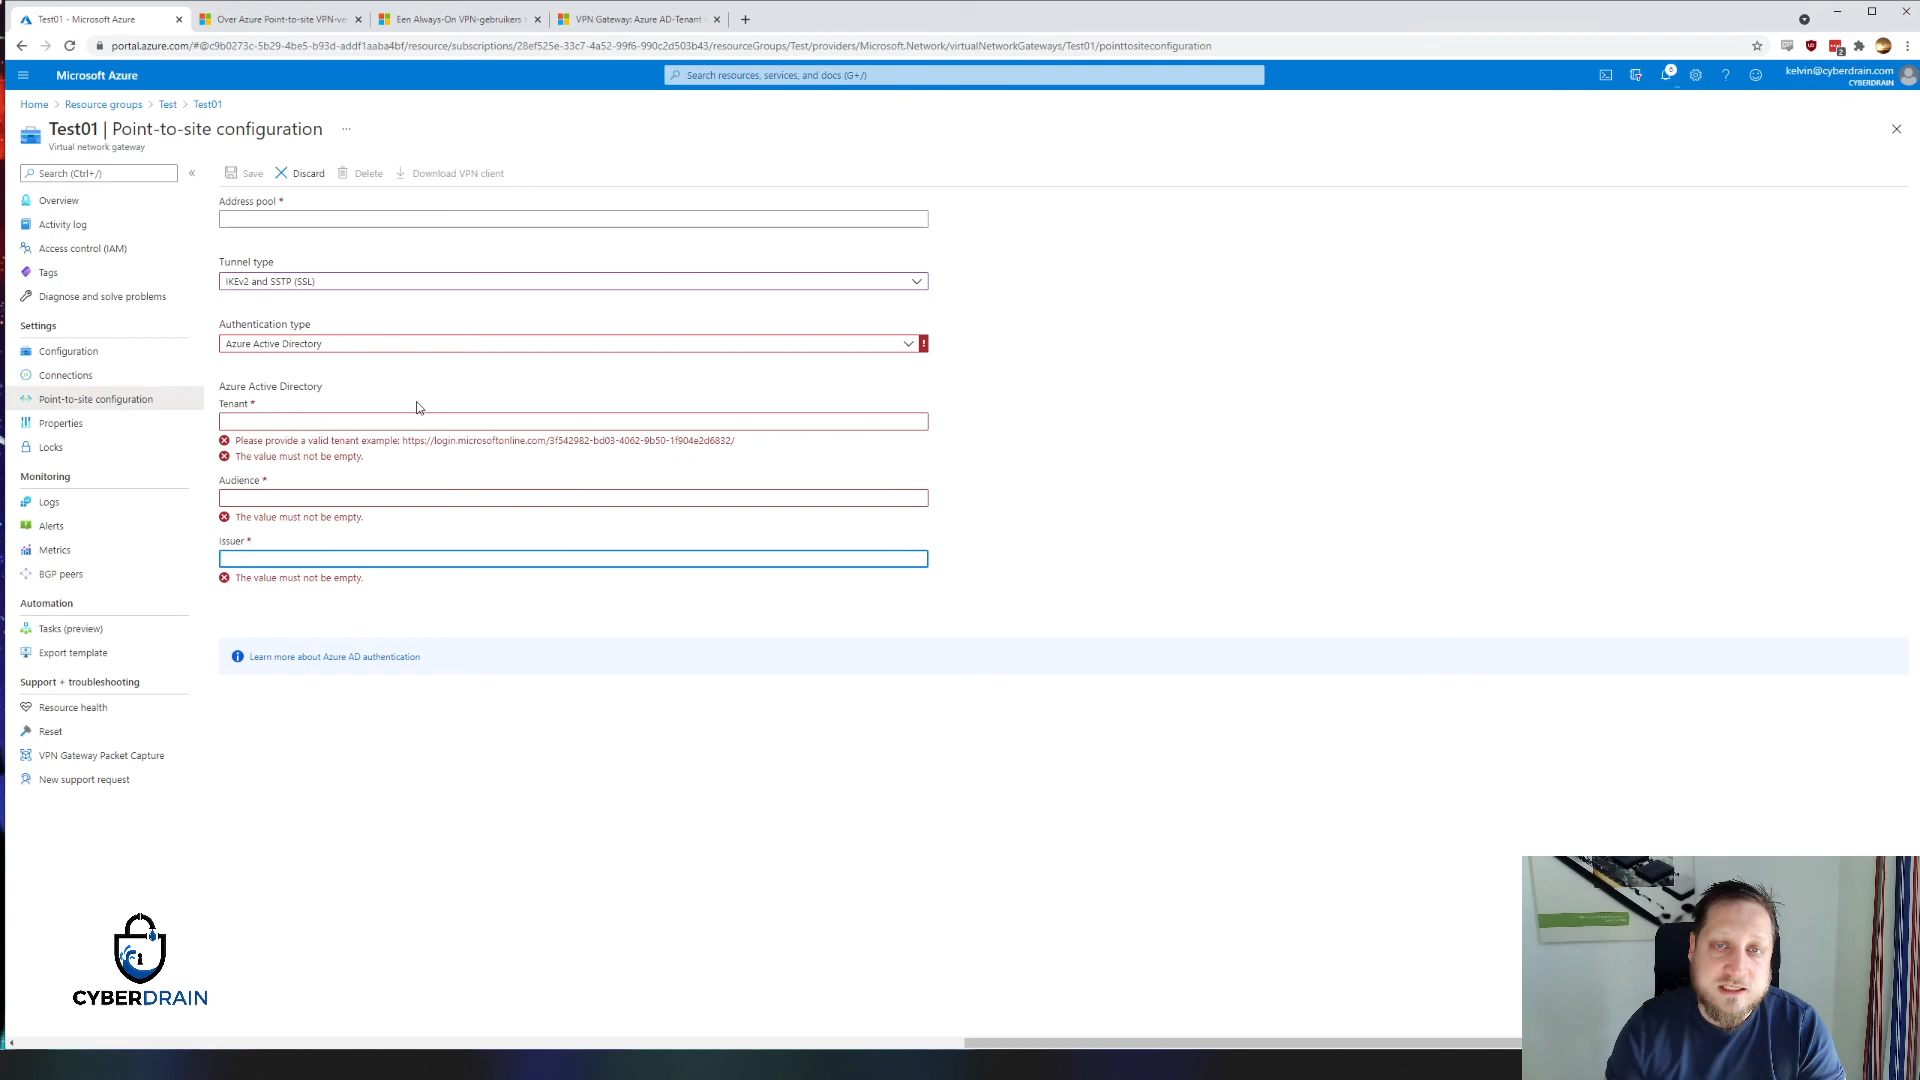 Test01 - Microsoft Azure
Over Azure Point-to-site VPN-ve
Een Always-On VPN-gebruikers
VPN Gateway: Azure AD-Tenant
portal.azure.com/#@c9b0273c-5b29-4be5-b93d-addf1aaba4bf/resource/subscriptions/28ef525e-33c7-4a52-99f6-990c2d503b43/resourceGroups/Test/providers/Microsoft.Network/virtualNetworkGateways/Test01/pointtositeconfiguration
Microsoft Azure
Search resources, services, and docs (G+/)
6
kelvin@cyberdrain.com
CYBERDRAIN
Home > Resource groups > Test > Test01
Test01 | Point-to-site configuration ...
Virtual network gateway
Search (Ctrl+/)
Save
Discard
Delete
Download VPN client
Overview
Activity log
Access control (IAM)
Tags
Diagnose and solve problems
Settings
Configuration
Connections
Point-to-site configuration
Properties
Locks
Monitoring
Logs
Alerts
Metrics
BGP peers
Automation
Tasks (preview)
Export template
Support + troubleshooting
Resource health
Reset
VPN Gateway Packet Capture
New support request
Address pool *
Tunnel type
IKEv2 and SSTP (SSL)
Authentication type
Azure Active Directory
Azure Active Directory
Tenant *
Please provide a valid tenant example: https://login.microsoftonline.com/3f542982-bd03-4062-9b50-1f904e2d6832/
The value must not be empty.
Audience *
The value must not be empty.
Issuer *
The value must not be empty.
Learn more about Azure AD authentication
CYBERDRAIN